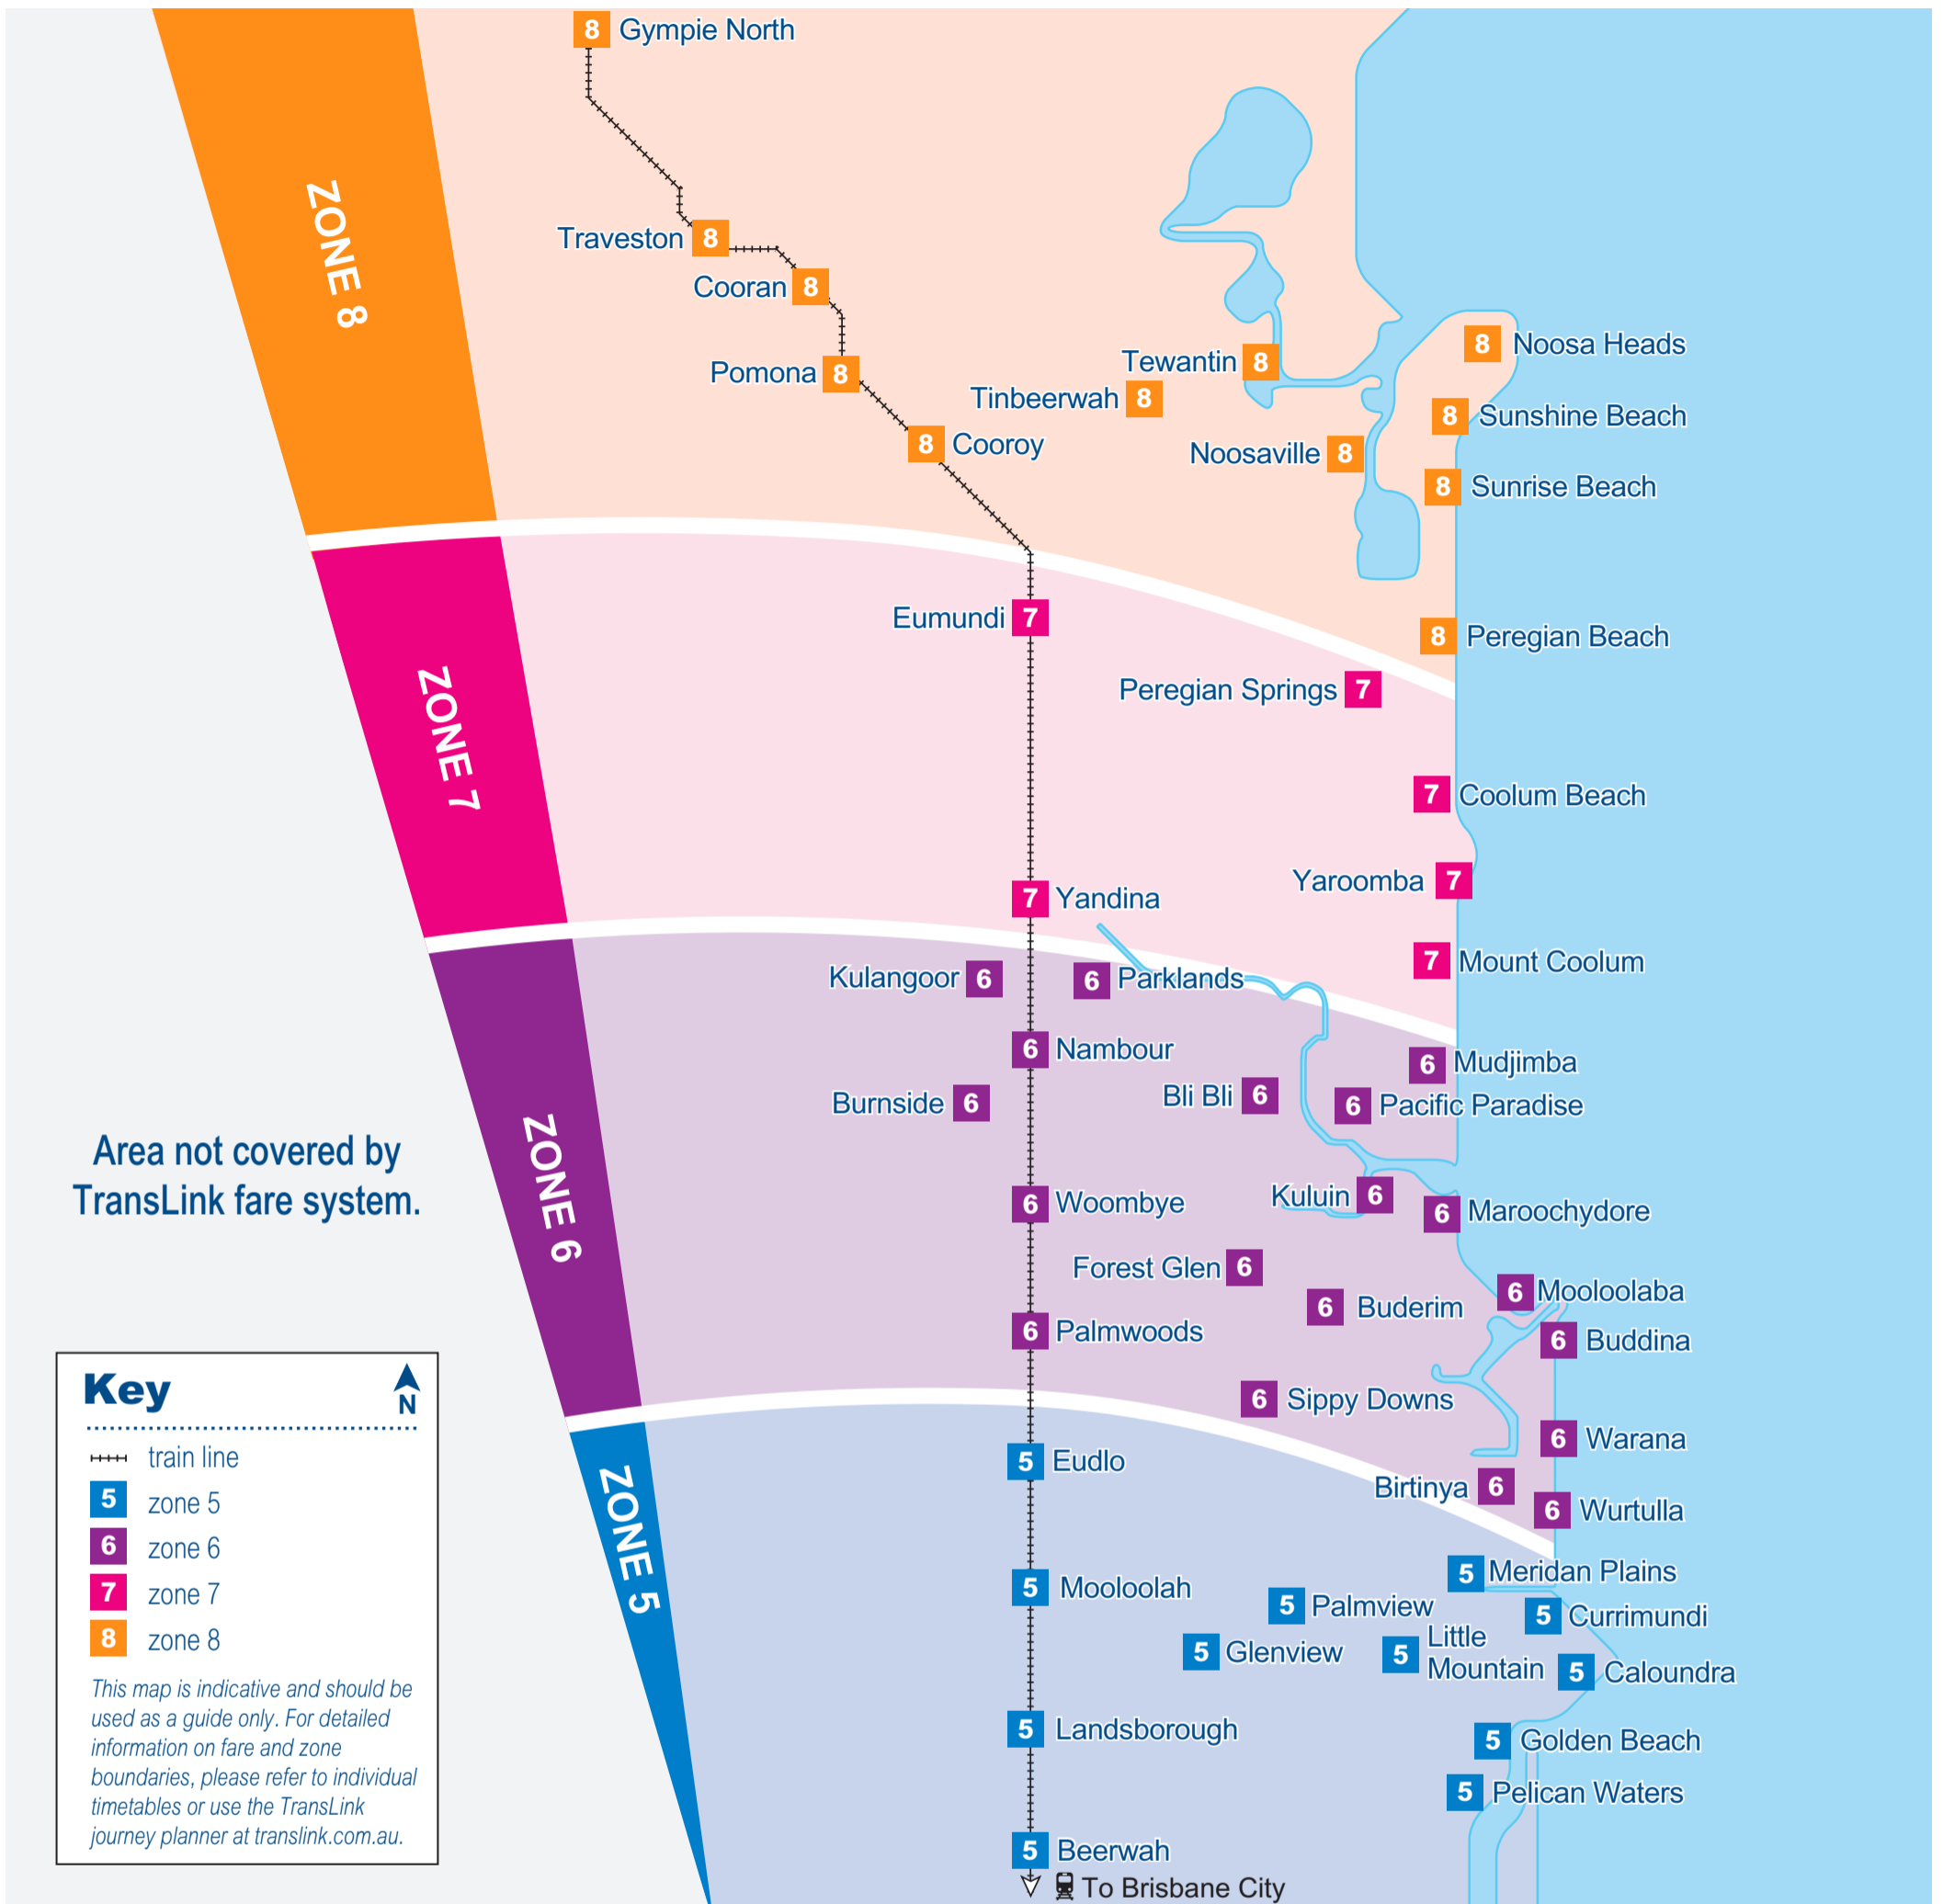 8 Gympie North
ZONE 8
Traveston 8
Cooran 8
8 Noosa Heads
Tewantin 8
Pomona 8
Tinbeerwah 8
8 Sunshine Beach
8 Cooroy
Noosaville 8
8 Sunrise Beach
Eumundi 7
8 Peregian Beach
ZONE 7
Peregian Springs 7
7 Coolum Beach
Yaroomba 7
7 Yandina
7 Mount Coolum
Kulangoor 6
6 Parklands
6 Nambour
6 Mudjimba
Bli Bli 6
Burnside 6
6 Pacific Paradise
Area not covered by
TransLink fare system.
ZONE 6
Kuluin 6
6 Woombye
6 Maroochydore
Forest Glen 6
6 Mooloolaba
6 Buderim
6 Palmwoods
6 Buddina
6 Sippy Downs
6 Warana
5 Eudlo
Birtinya 6
6 Wurtulla
ZONE 5
5 Meridan Plains
5 Mooloolah
5 Palmview
5 Currimundi
5 Glenview
5 Little
Mountain
5 Caloundra
5 Landsborough
5 Golden Beach
5 Pelican Waters
5 Beerwah
To Brisbane City
Key
N
train line
5 zone 5
6 zone 6
7 zone 7
8 zone 8
This map is indicative and should be
used as a guide only. For detailed
information on fare and zone
boundaries, please refer to individual
timetables or use the TransLink
journey planner at translink.com.au.